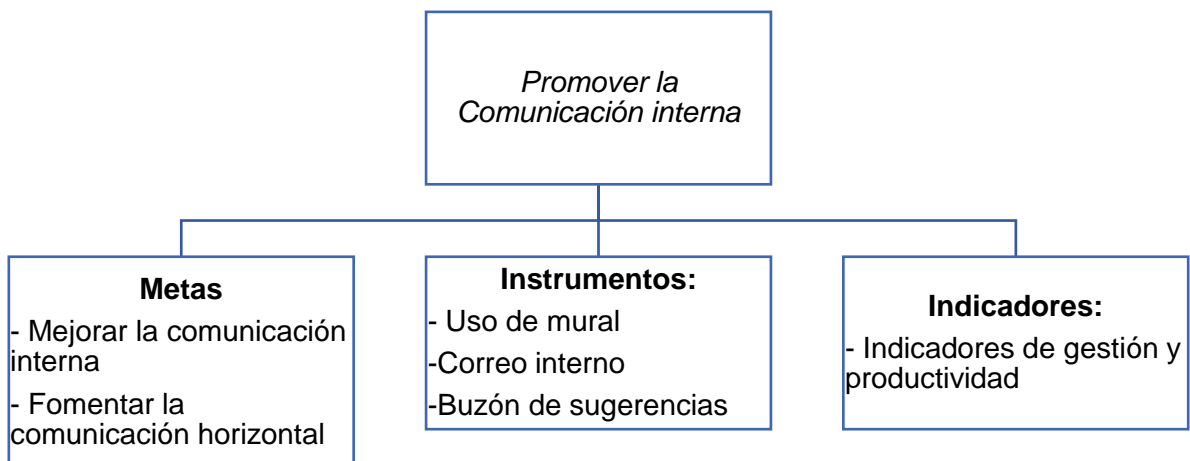 Promover la
Comunicación interna
Metas
- Mejorar la comunicación
interna
- Fomentar la
comunicación horizontal
Instrumentos:
- Uso de mural
-Correo interno
-Buzón de sugerencias
Indicadores:
- Indicadores de gestión y
productividad